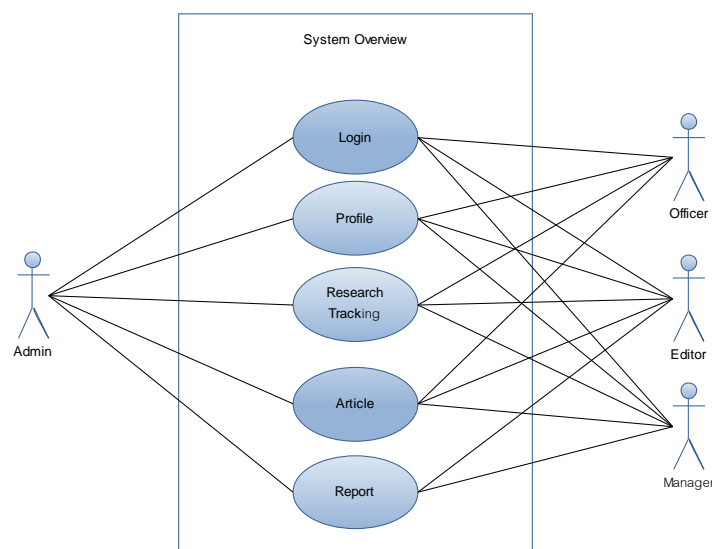 System Overview
Login
Officer
Profile
Admin
Research
Tracking
Editor
Article
Manager
Report